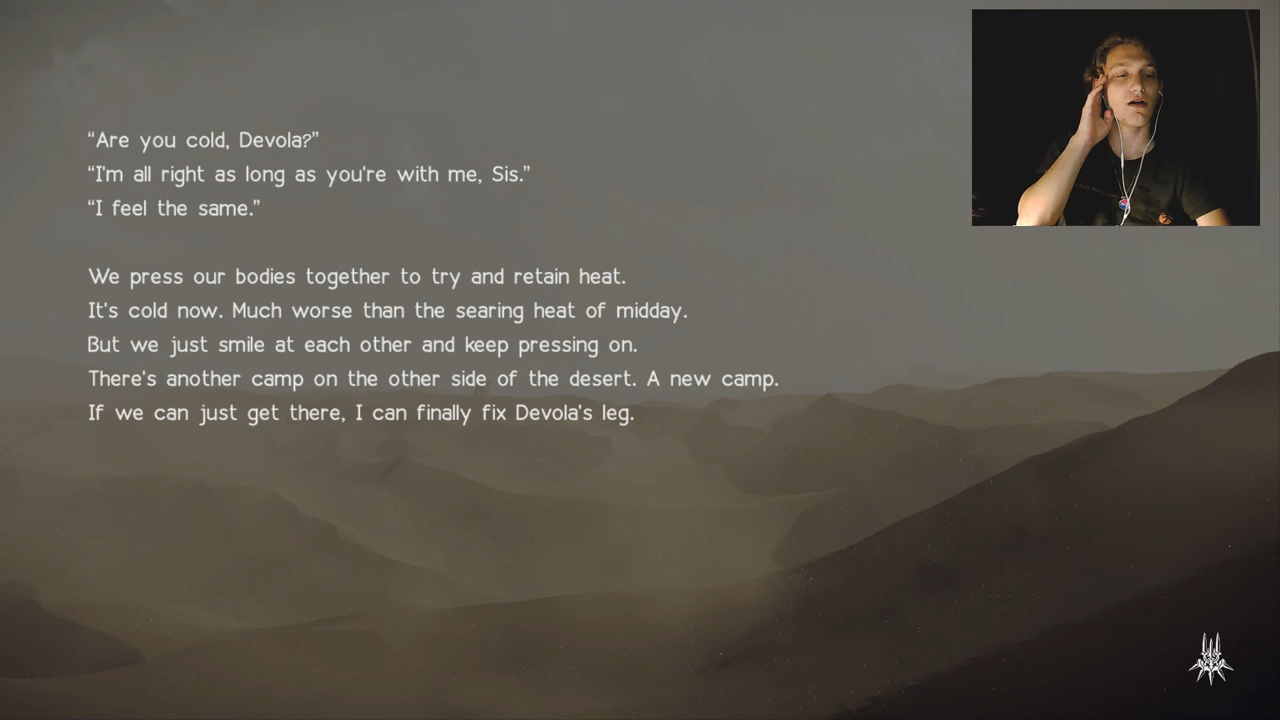 “Are you cold, Devola?”
“I'm all right as long as you're with me, Sis.”
“I feel the same.”
We press our bodies together to try and retain heat.
It's cold now. Much worse than the searing heat of midday.
But we just smile at each other and keep pressing on.
There's another camp on the other side of the desert. A new camp.
If we can just get there, I can finally fix Devola's leg.